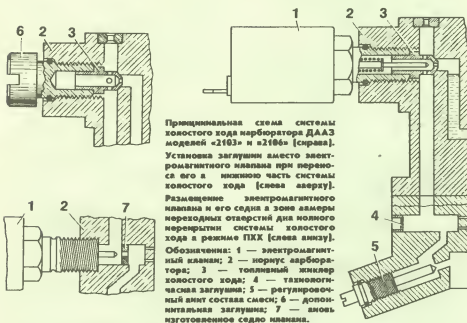 6
2
3
1
2
3
Принципиальная схема системы
холостого хода карбюратора ДААЗ
моделей «2103» и «2106» (справа).
Установка заглушки вместо элект-
ромагнитного клапана при перено-
се его в нижнюю часть системы
холостого хода (слева вверху).
Размещение электромагнитного
клапана и его седла в зоне камеры
переходных отверстий для полного
перекрытия системы холостого
хода в режиме ПХХ (слева внизу).
Обозначения: 1 — электромагнит-
ный клапан; 2 — корпус карбюра-
тора; 3 — топливный жиклер
холостого хода; 4 — технологи-
ческая заглушка; 5 — регулировоч-
ный винт состава смеси; 6 — допол-
нительная заглушка; 7 — вновь
изготовленное седло клапана.
1
2
7
4
5